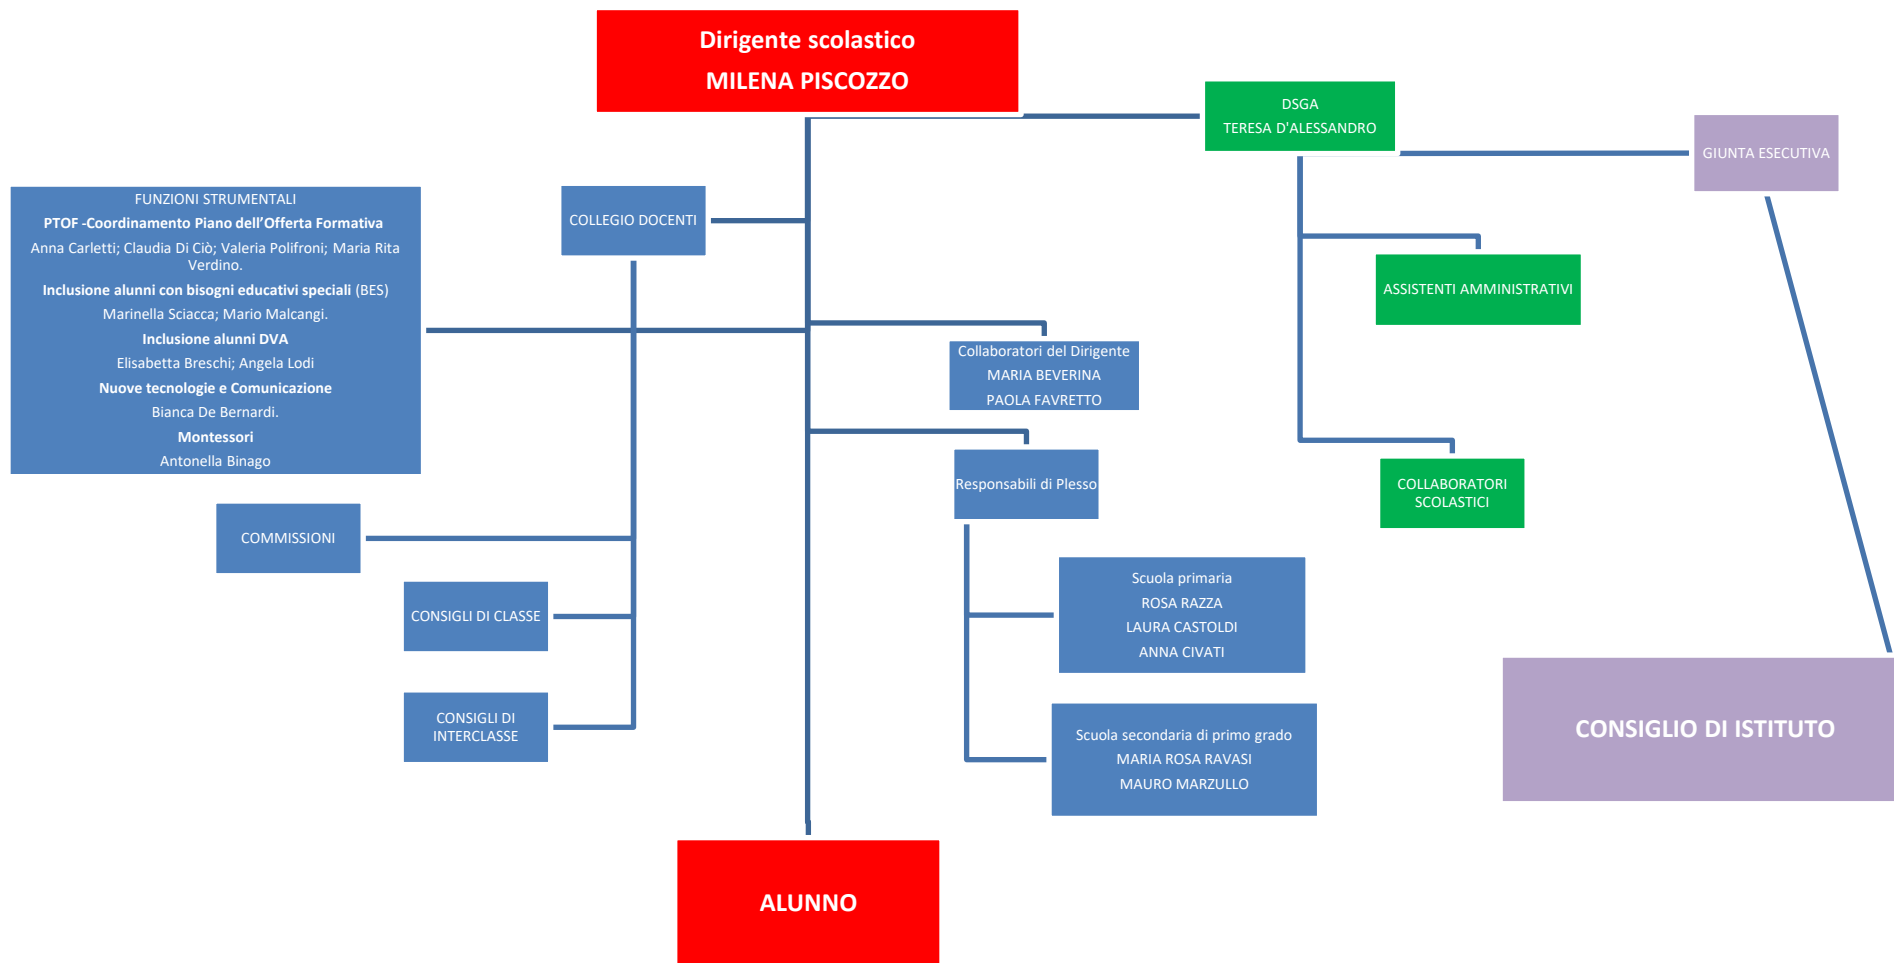 Dirigente scolastico
MILENA PISCOZZO
DSGA
TERESA D'ALESSANDRO
GIUNTA ESECUTIVA
FUNZIONI STRUMENTALI
PTOF -Coordinamento Piano dell’Offerta Formativa
Anna Carletti; Claudia Di Ciò; Valeria Polifroni; Maria Rita
Verdino.
Inclusione alunni con bisogni educativi speciali (BES)
Marinella Sciacca; Mario Malcangi.
Inclusione alunni DVA
Elisabetta Breschi; Angela Lodi
Nuove tecnologie e Comunicazione
Bianca De Bernardi.
Montessori
Antonella Binago
COLLEGIO DOCENTI
ASSISTENTI AMMINISTRATIVI
Collaboratori del Dirigente
MARIA BEVERINA
PAOLA FAVRETTO
Responsabili di Plesso
COLLABORATORI
SCOLASTICI
COMMISSIONI
CONSIGLI DI CLASSE
Scuola primaria
ROSA RAZZA
LAURA CASTOLDI
ANNA CIVATI
CONSIGLI DI
INTERCLASSE
Scuola secondaria di primo grado
MARIA ROSA RAVASI
MAURO MARZULLO
CONSIGLIO DI ISTITUTO
ALUNNO